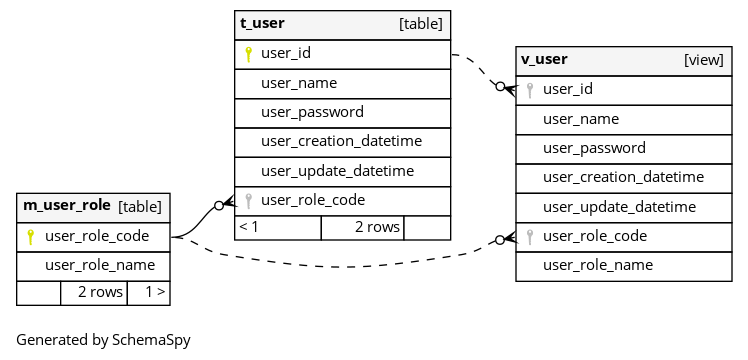 t_user [table]
user_id
user_name
user_password
user_creation_datetime
user_update_datetime
user_role_code
< 1 2 rows
v_user [view]
user_id
user_name
user_password
user_creation_datetime
user_update_datetime
user_role_code
user_role_name
m_user_role [table]
user_role_code
user_role_name
2 rows 1 >
Generated by SchemaSpy